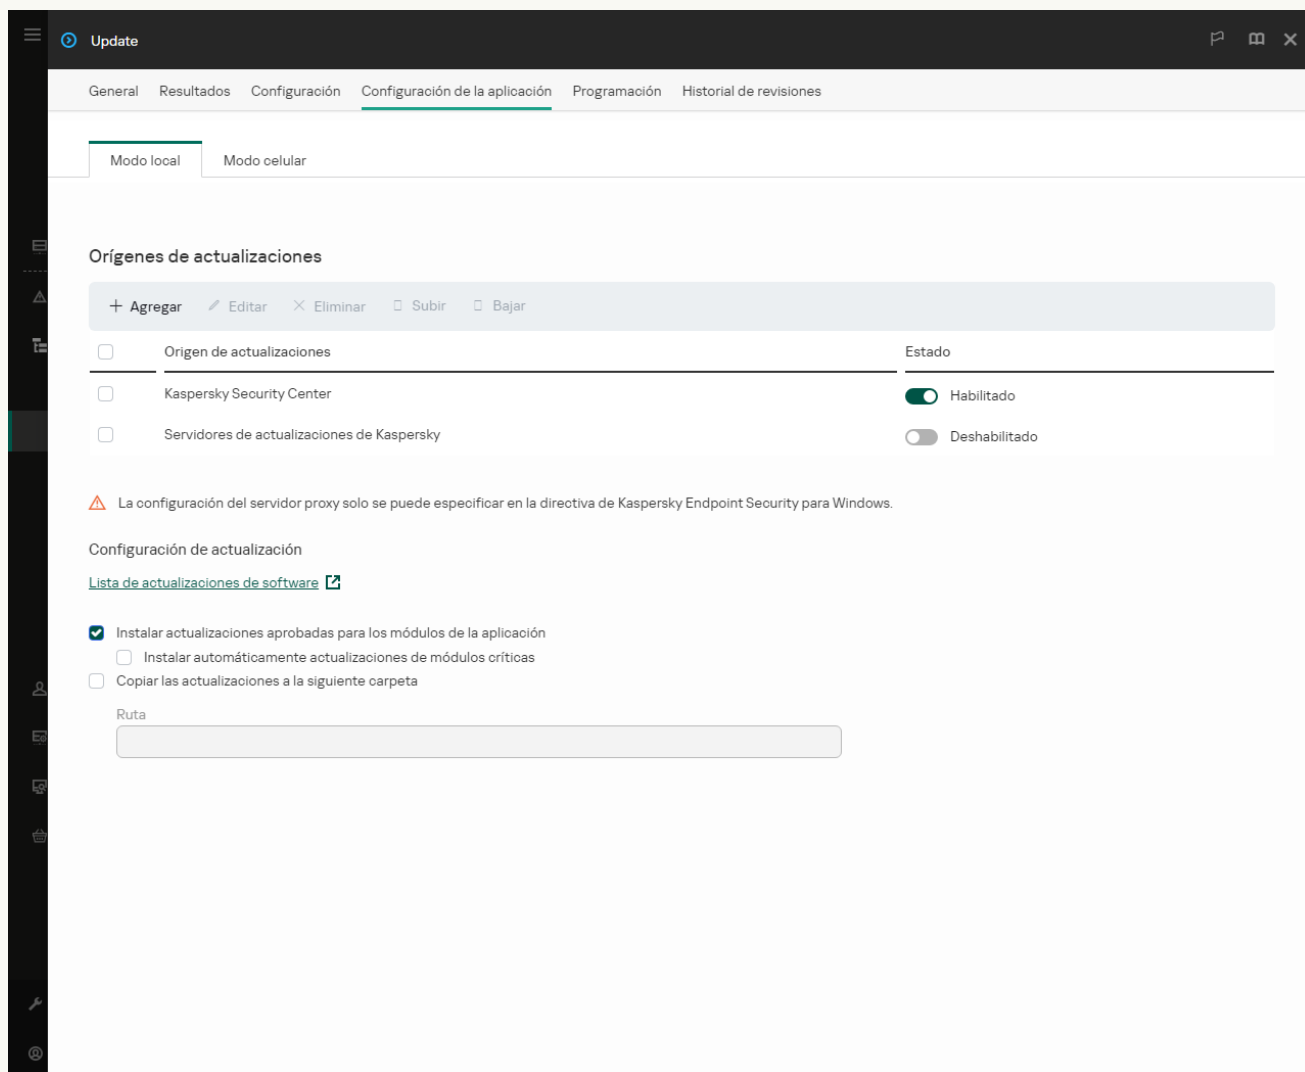 Update
General Resultados Configuración Configuración de la aplicación Programación Historial de revisiones
Modo local Modo celular
Orígenes de actualizaciones
Agregar Editar Eliminar Subir Bajar
Origen de actualizaciones Estado
Kaspersky Security Center Habilitado
Servidores de actualizaciones de Kaspersky Deshabilitado
La configuración del servidor proxy solo se puede especificar en la directiva de Kaspersky Endpoint Security para Windows.
Configuración de actualización
Lista de actualizaciones de software
Instalar actualizaciones aprobadas para los módulos de la aplicación
Instalar automáticamente actualizaciones de módulos críticas
Copiar las actualizaciones a la siguiente carpeta
Ruta